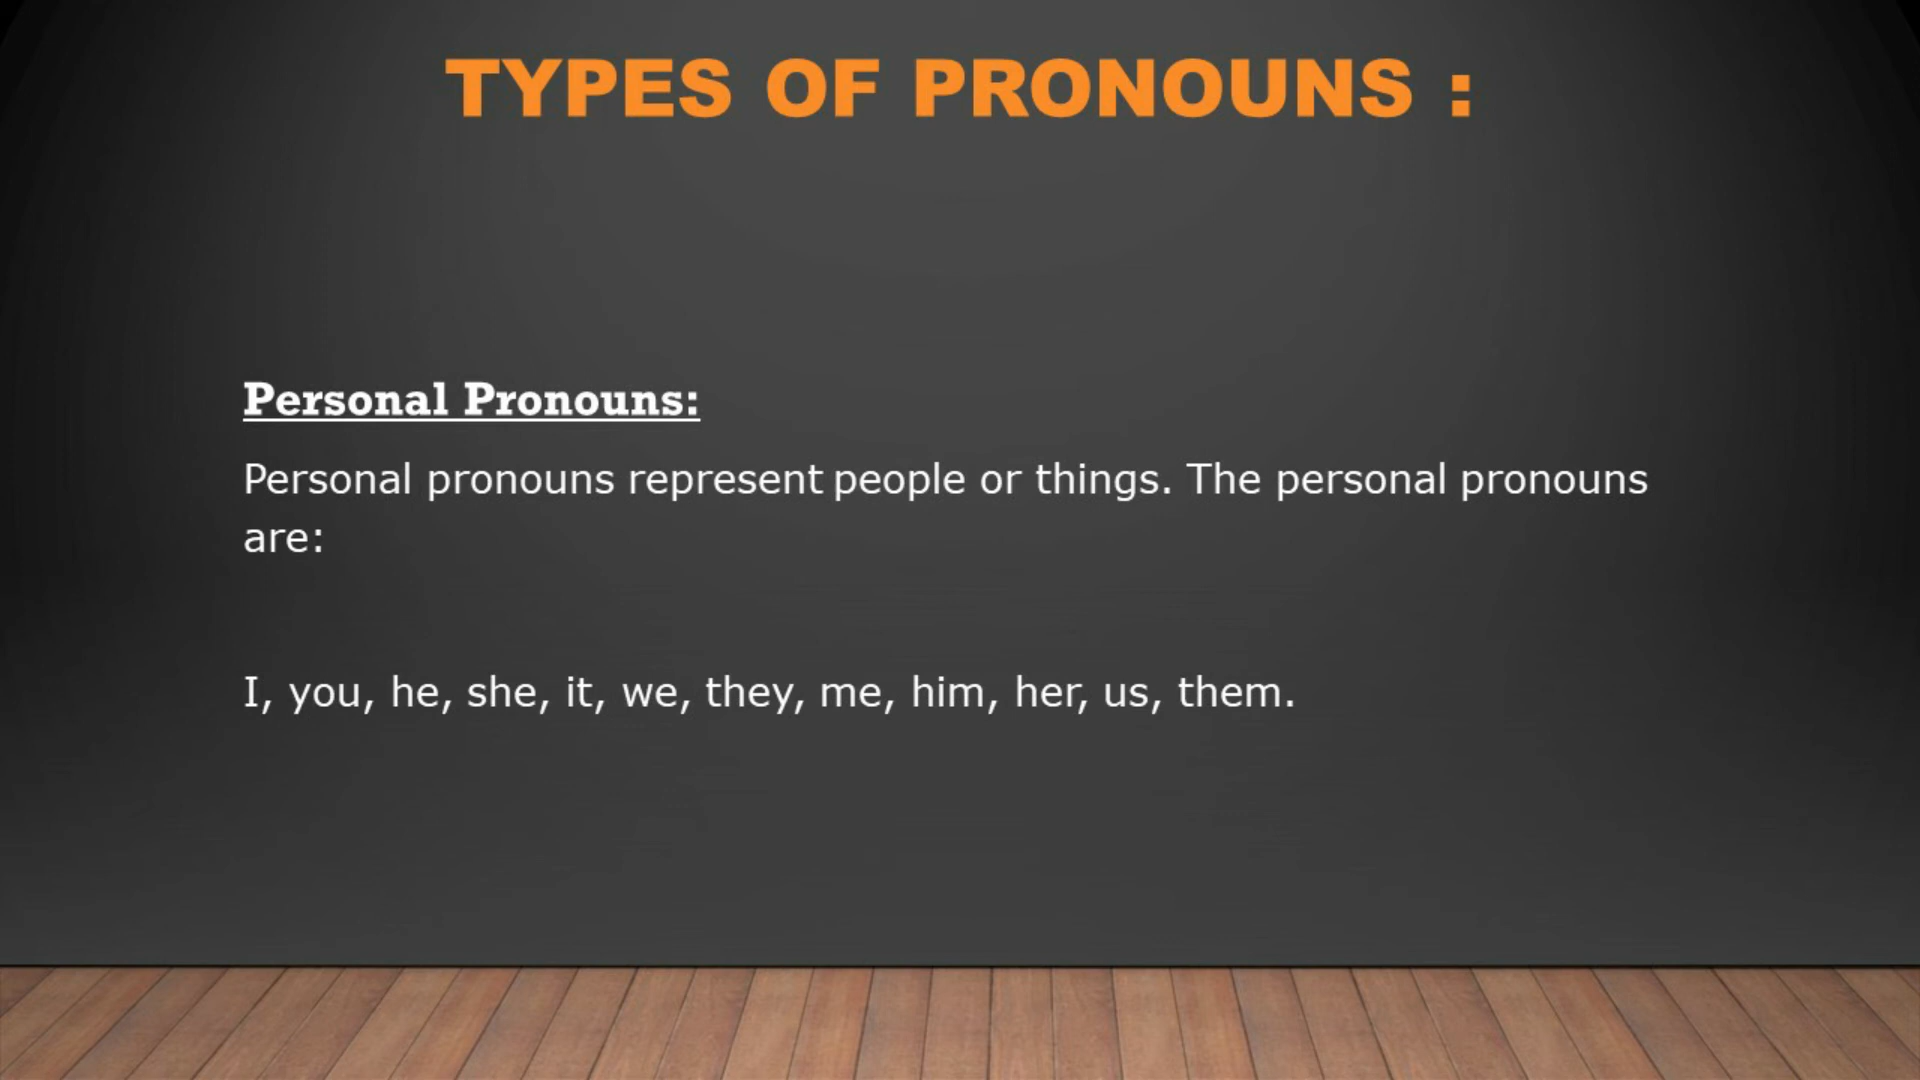 TYPES OF PRONOUNS :
Personal Pronouns:
Personal pronouns represent people or things. The personal pronouns
are:
I, you, he, she, it, we, they, me, him, her, us, them.